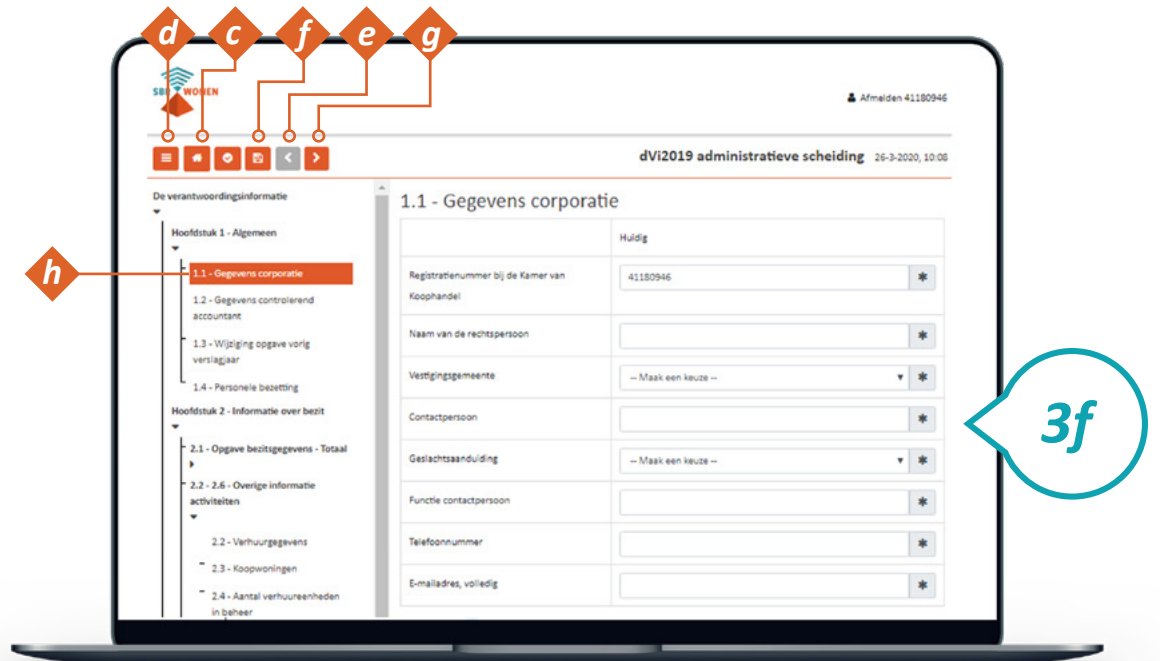 d c f e g
SBR WONEN
Afmelden 41180946
dVi2019 administratieve scheiding 26-3-2020, 10:08
De verantwoordingsinformatie
Hoofdstuk 1 - Algemeen
h
1.1 - Gegevens corporatie
1.2 - Gegevens controlerend
accountant
1.3 - Wijziging opgave vorig
verslagjaar
1.4 - Personele bezetting
Hoofdstuk 2 - Informatie over bezit
2.1 - Opgave bezitsgegevens - Totaal
2.2 - 2.6 - Overige informatie
activiteiten
2.2 - Verhuurgegevens
2.3 - Koopwoningen
2.4 - Aantal verhuureenheden
in beheer
1.1 - Gegevens corporatie
Huidig
Registratienummer bij de Kamer van
Koophandel
41180946
Naam van de rechtspersoon
Vestigingsgemeente
-- Maak een keuze --
Contactpersoon
Geslachtsaanduiding
-- Maak een keuze --
Functie contactpersoon
Telefoonnummer
E-mailadres, volledig
3f